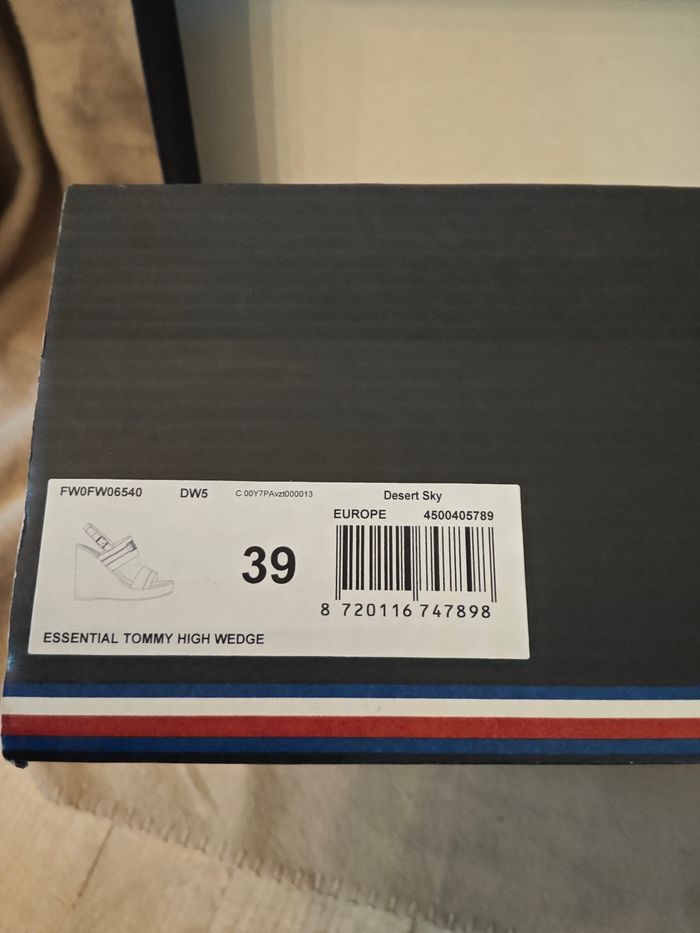 FW0FW06540 DW5 C 00Y7PAvzt000013 Desert Sky
EUROPE 4500405789
39
8 720116 747898
ESSENTIAL TOMMY HIGH WEDGE